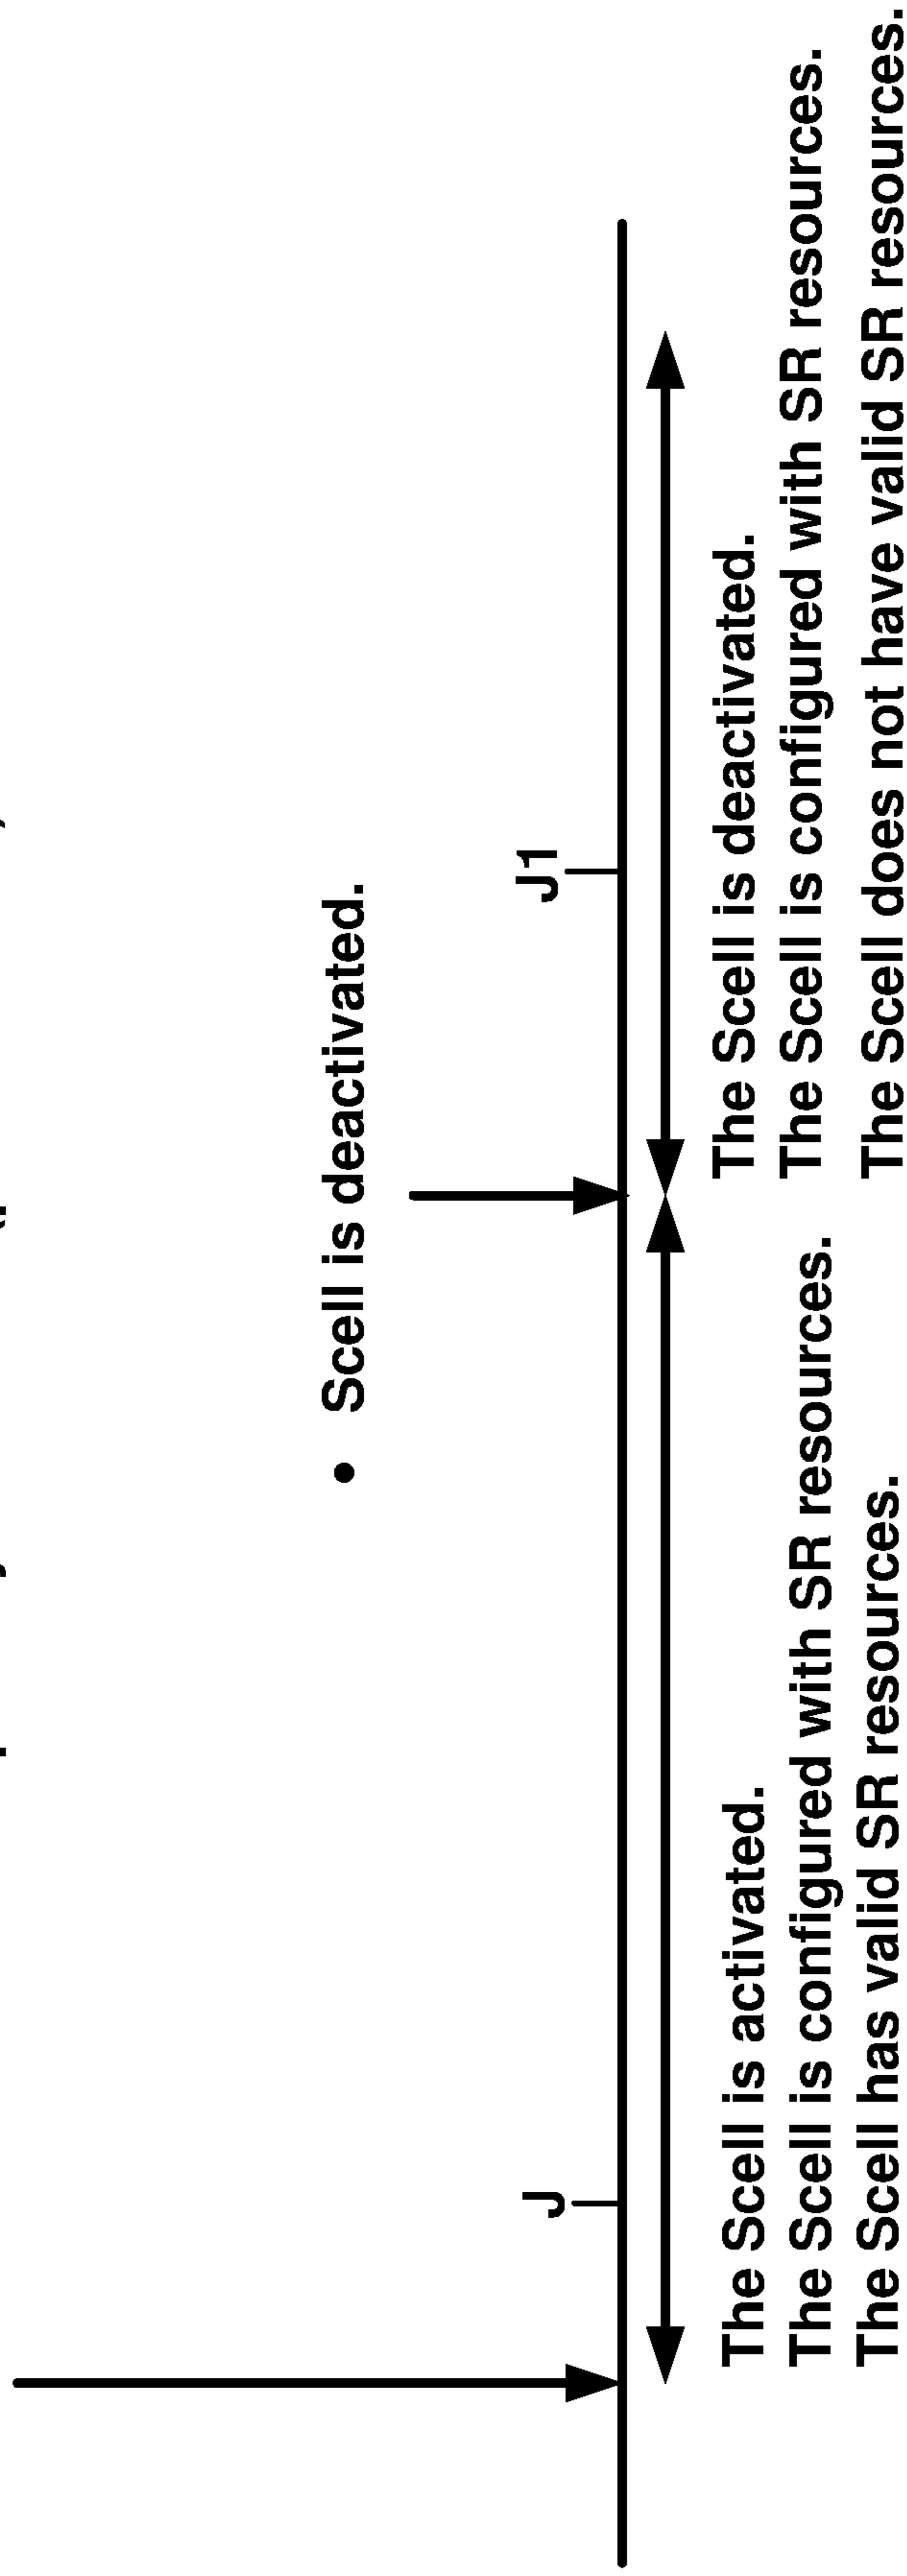 • Scell is deactivated.
J
J1
The Scell is activated.
The Scell is configured with SR resources.
The Scell has valid SR resources.
The Scell is deactivated.
The Scell is configured with SR resources.
The Scell does not have valid SR resources.